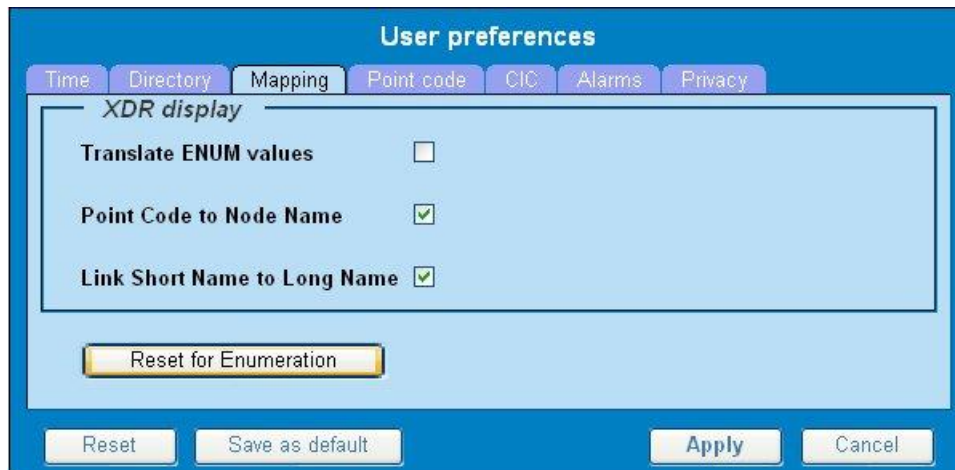 User preferences
Time Directory Mapping Point code CIC Alarms Privacy
XDR display
Translate ENUM values
Point Code to Node Name
Link Short Name to Long Name
Reset for Enumeration
Reset Save as default Apply Cancel